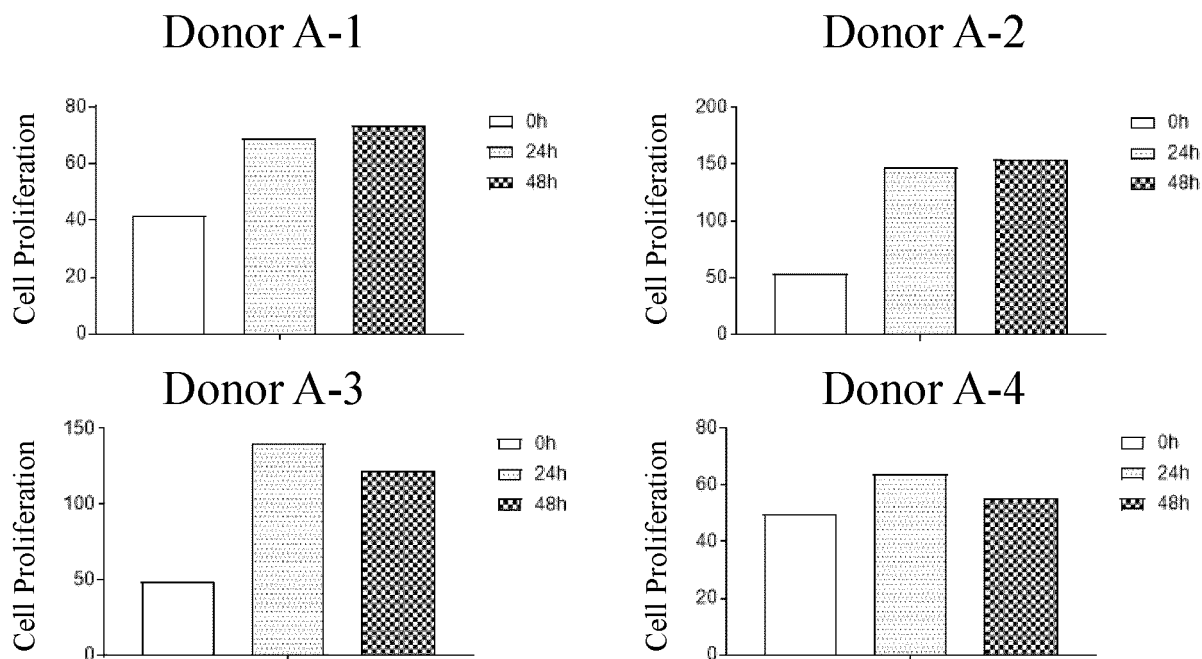 Donor A-1
Cell Proliferation
80
60
40
20
0
0h
24h
48h
Donor A-2
Cell Proliferation
200
150
100
50
0
0h
24h
48h
Donor A-3
Cell Proliferation
150
100
50
0
0h
24h
48h
Donor A-4
Cell Proliferation
80
60
40
20
0
0h
24h
48h